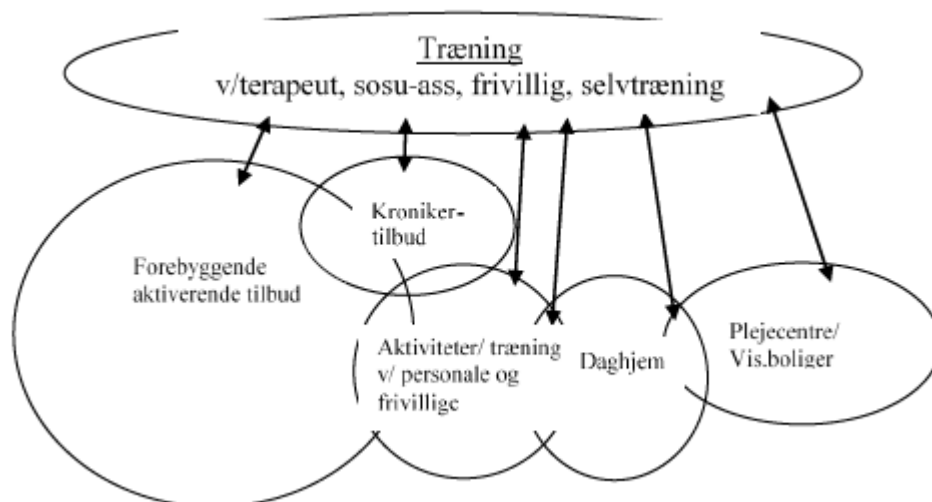 Træning
v/terapeut, sosu-ass, frivillig, selvtræning
Kroniker-
tilbud
Forebyggende
aktiverende tilbud
Aktiviteter/ træning
v/ personale og
frivillige
Daghjem
Plejecentre/
Vis.boliger